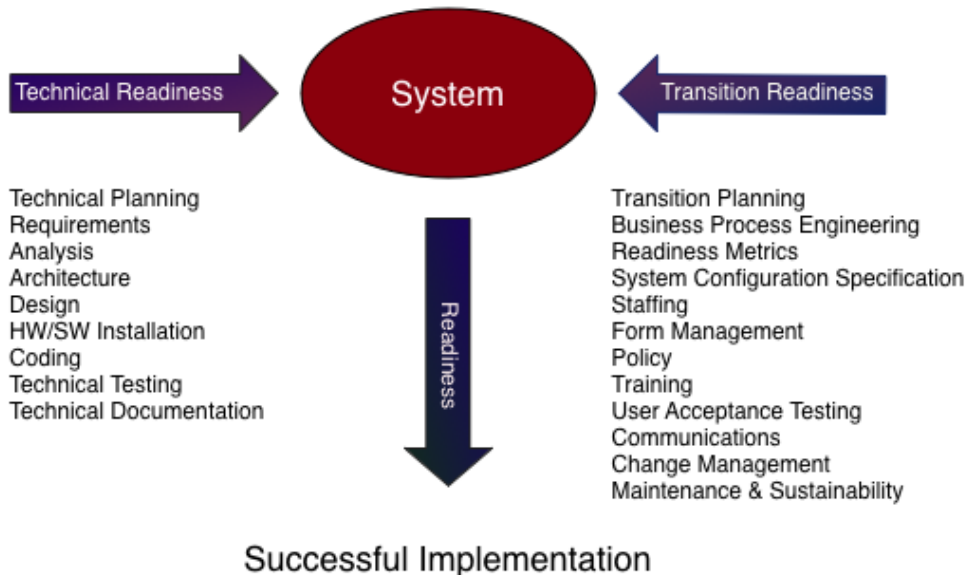 Technical Readiness
System
Transition Readiness
Technical Planning
Requirements
Analysis
Architecture
Design
HW/SW Installation
Coding
Technical Testing
Technical Documentation
Readiness
Transition Planning
Business Process Engineering
Readiness Metrics
System Configuration Specification
Staffing
Form Management
Policy
Training
User Acceptance Testing
Communications
Change Management
Maintenance & Sustainability
Successful Implementation